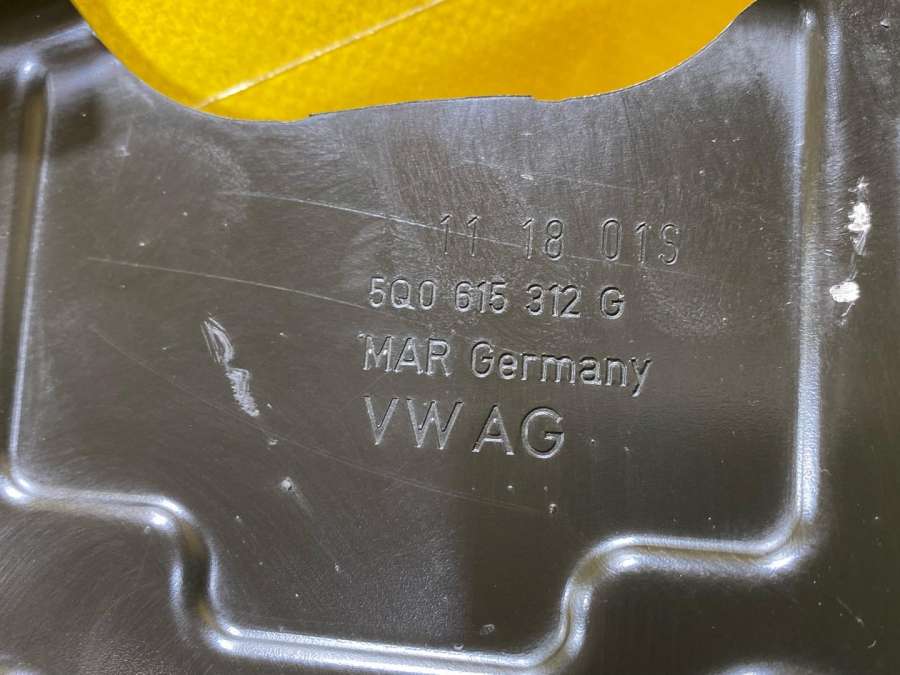 11 18 01S
5Q0 615 312 G
MAR Germany
VW AG